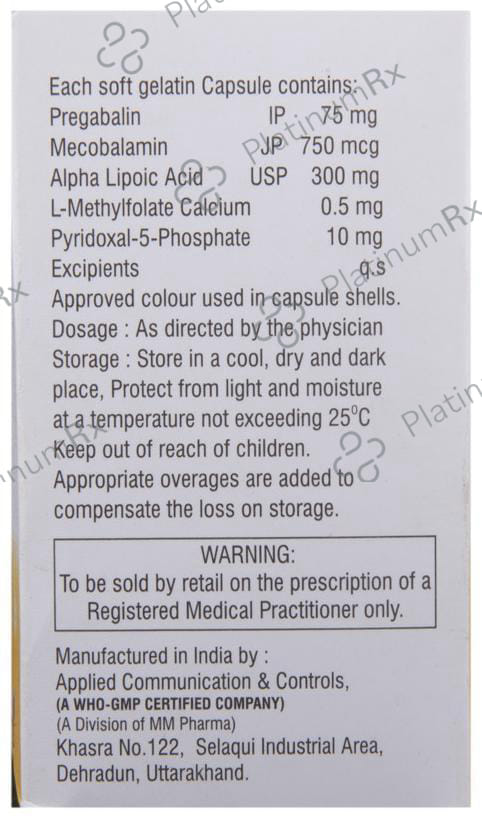 Each soft gelatin Capsule contains:
Pregabalin IP 75 mg
Mecobalamin JP 750 mcg
Alpha Lipoic Acid USP 300 mg
L-Methylfolate Calcium 0.5 mg
Pyridoxal-5-Phosphate 10 mg
Excipients q.s
Approved colour used in capsule shells.
Dosage : As directed by the physician
Storage : Store in a cool, dry and dark
place, Protect from light and moisture
at a temperature not exceeding 25⁰C
Keep out of reach of children.
Appropriate overages are added to
compensate the loss on storage.
WARNING:
To be sold by retail on the prescription of a
Registered Medical Practitioner only.
Manufactured in India by :
Applied Communication & Controls,
(A WHO-GMP CERTIFIED COMPANY)
(A Division of MM Pharma)
Khasra No.122, Selaqui Industrial Area,
Dehradun, Uttarakhand.
PlatinumRx
PlatinumRx